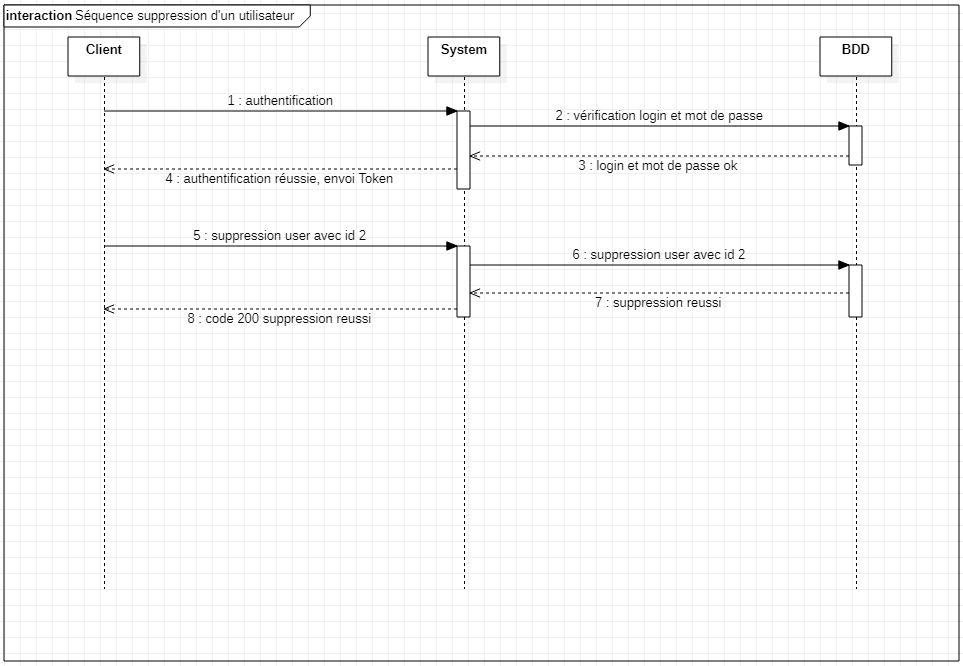 interaction Séquence suppression d'un utilisateur
Client
System
BDD
1 : authentification
2 : vérification login et mot de passe
3 : login et mot de passe ok
4 : authentification réussie, envoi Token
5 : suppression user avec id 2
6 : suppression user avec id 2
7 : suppression reussi
8 : code 200 suppression reussi